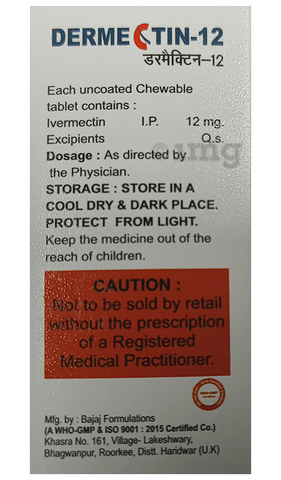 DERMECTIN-12
डरमैक्टिन-12
Each uncoated Chewable
tablet contains :
Ivermectin I.P. 12 mg.
Excipients Q.s.
Dosage : As directed by
the Physician.
STORAGE : STORE IN A
COOL DRY & DARK PLACE.
PROTECT FROM LIGHT.
Keep the medicine out of the
reach of children.
CAUTION :
Not to be sold by retail
without the prescription
of a Registered
Medical Practitioner.
Mfg. by : Bajaj Formulations
(A WHO-GMP & ISO 9001 : 2015 Certified Co.)
Khasra No. 161, Village- Lakeshwary,
Bhagwanpur, Roorkee, Distt. Haridwar (U.K)
1mg